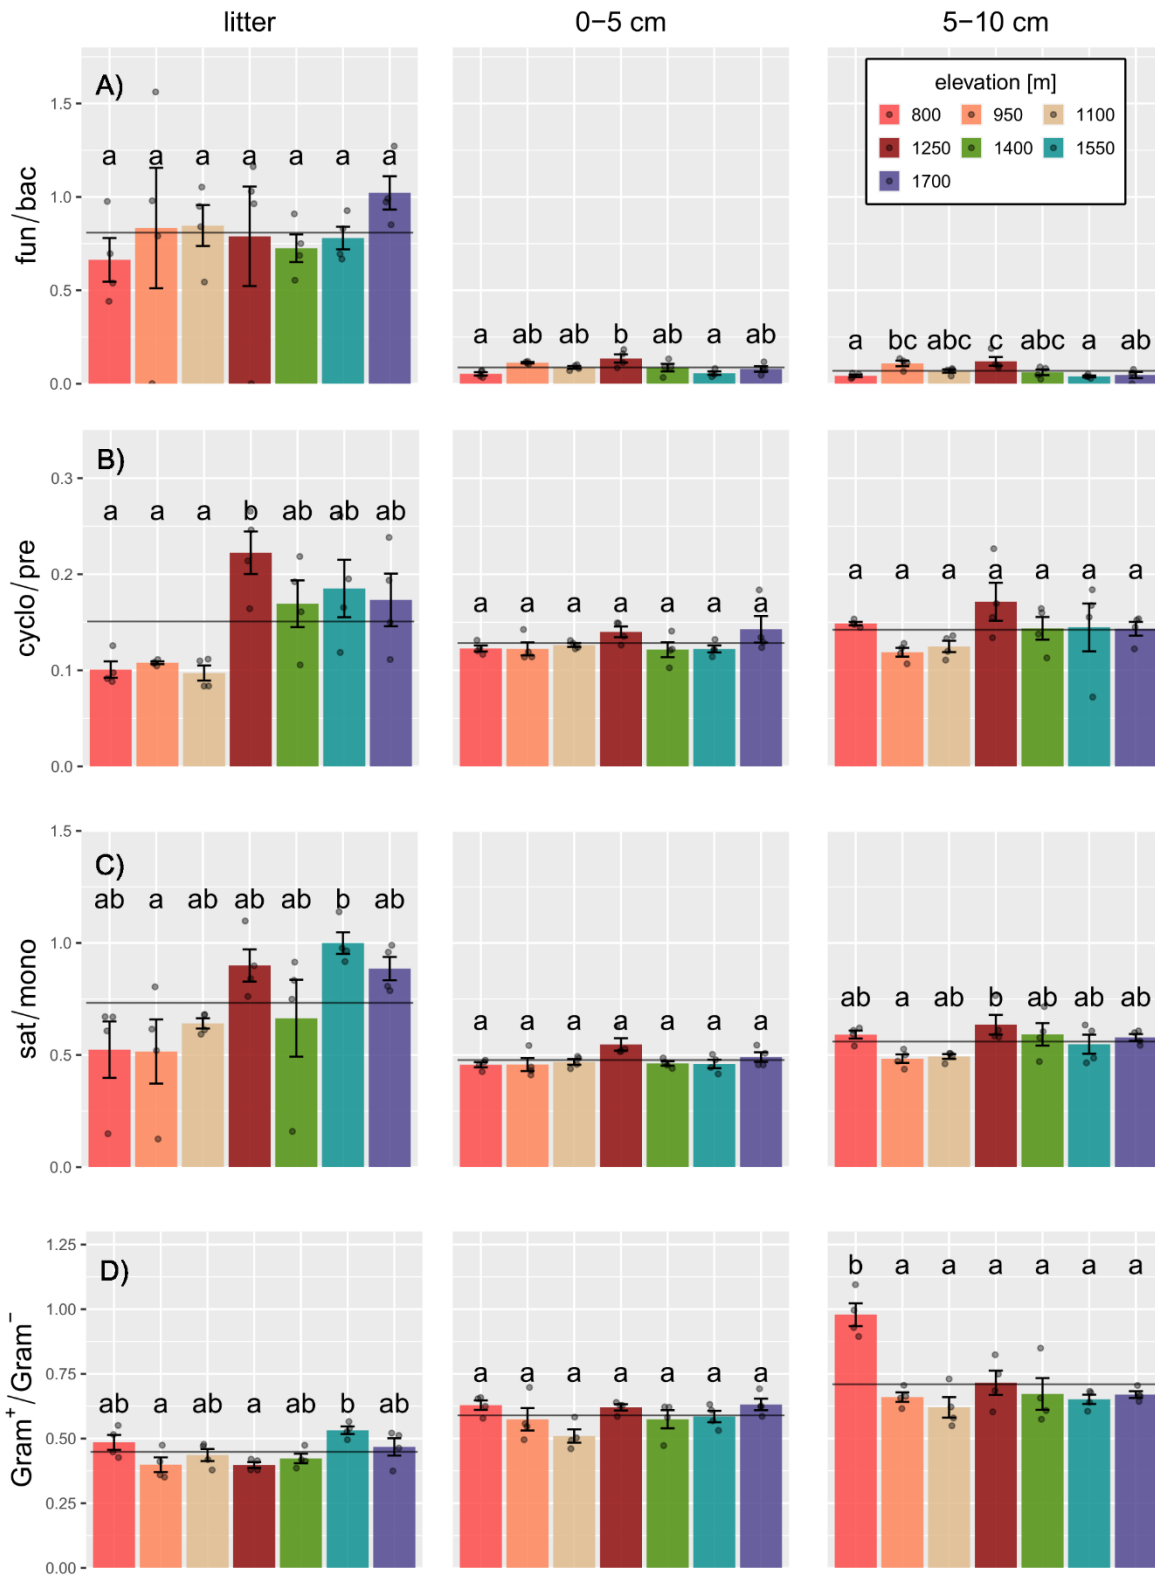 litter 0−5 cm 5−10 cm
A)
fun/bac
1.5
1.0
0.5
0.0
a a a a a a a
a ab ab b ab a ab
a bc abc c abc a ab
elevation [m]
800 950 1100
1250 1400 1550
1700
B)
cyclo/pre
0.3
0.2
0.1
0.0
a a a b ab ab ab
a a a a a a a
a a a a a a a
C)
sat/mono
1.5
1.0
0.5
0.0
ab a ab ab ab b ab
a a a a a a a
ab a ab b ab ab ab
D)
Gram⁺/Gram⁻
1.25
1.00
0.75
0.50
0.25
0.00
ab a ab a ab b ab
a a a a a a a
b a a a a a a